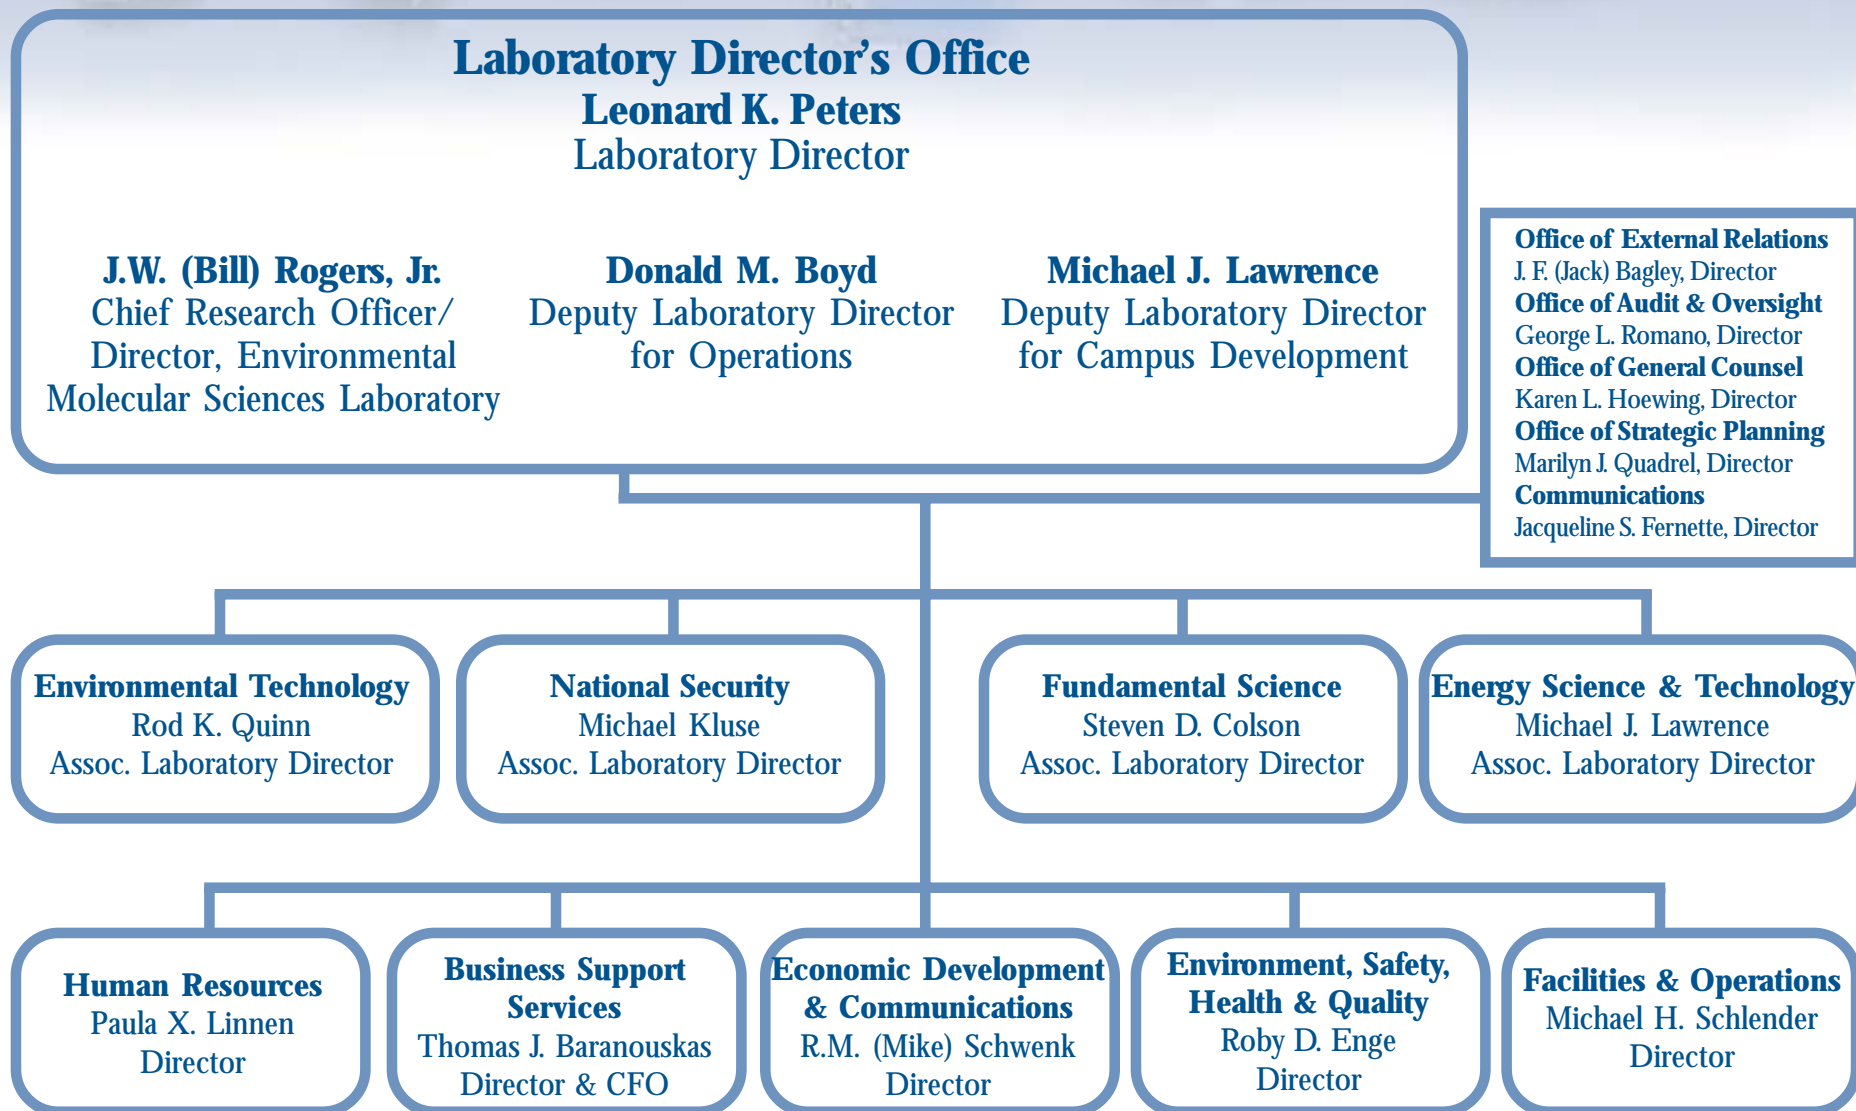 Laboratory Director's Office
Leonard K. Peters
Laboratory Director
J.W. (Bill) Rogers, Jr.
Chief Research Officer/
Director, Environmental
Molecular Sciences Laboratory
Donald M. Boyd
Deputy Laboratory Director
for Operations
Michael J. Lawrence
Deputy Laboratory Director
for Campus Development
Office of External Relations
J. F. (Jack) Bagley, Director
Office of Audit & Oversight
George L. Romano, Director
Office of General Counsel
Karen L. Hoewing, Director
Office of Strategic Planning
Marilyn J. Quadrel, Director
Communications
Jacqueline S. Fernette, Director
Environmental Technology
Rod K. Quinn
Assoc. Laboratory Director
National Security
Michael Kluse
Assoc. Laboratory Director
Fundamental Science
Steven D. Colson
Assoc. Laboratory Director
Energy Science & Technology
Michael J. Lawrence
Assoc. Laboratory Director
Human Resources
Paula X. Linnen
Director
Business Support
Services
Thomas J. Baranouskas
Director & CFO
Economic Development
& Communications
R.M. (Mike) Schwenk
Director
Environment, Safety,
Health & Quality
Roby D. Enge
Director
Facilities & Operations
Michael H. Schlender
Director